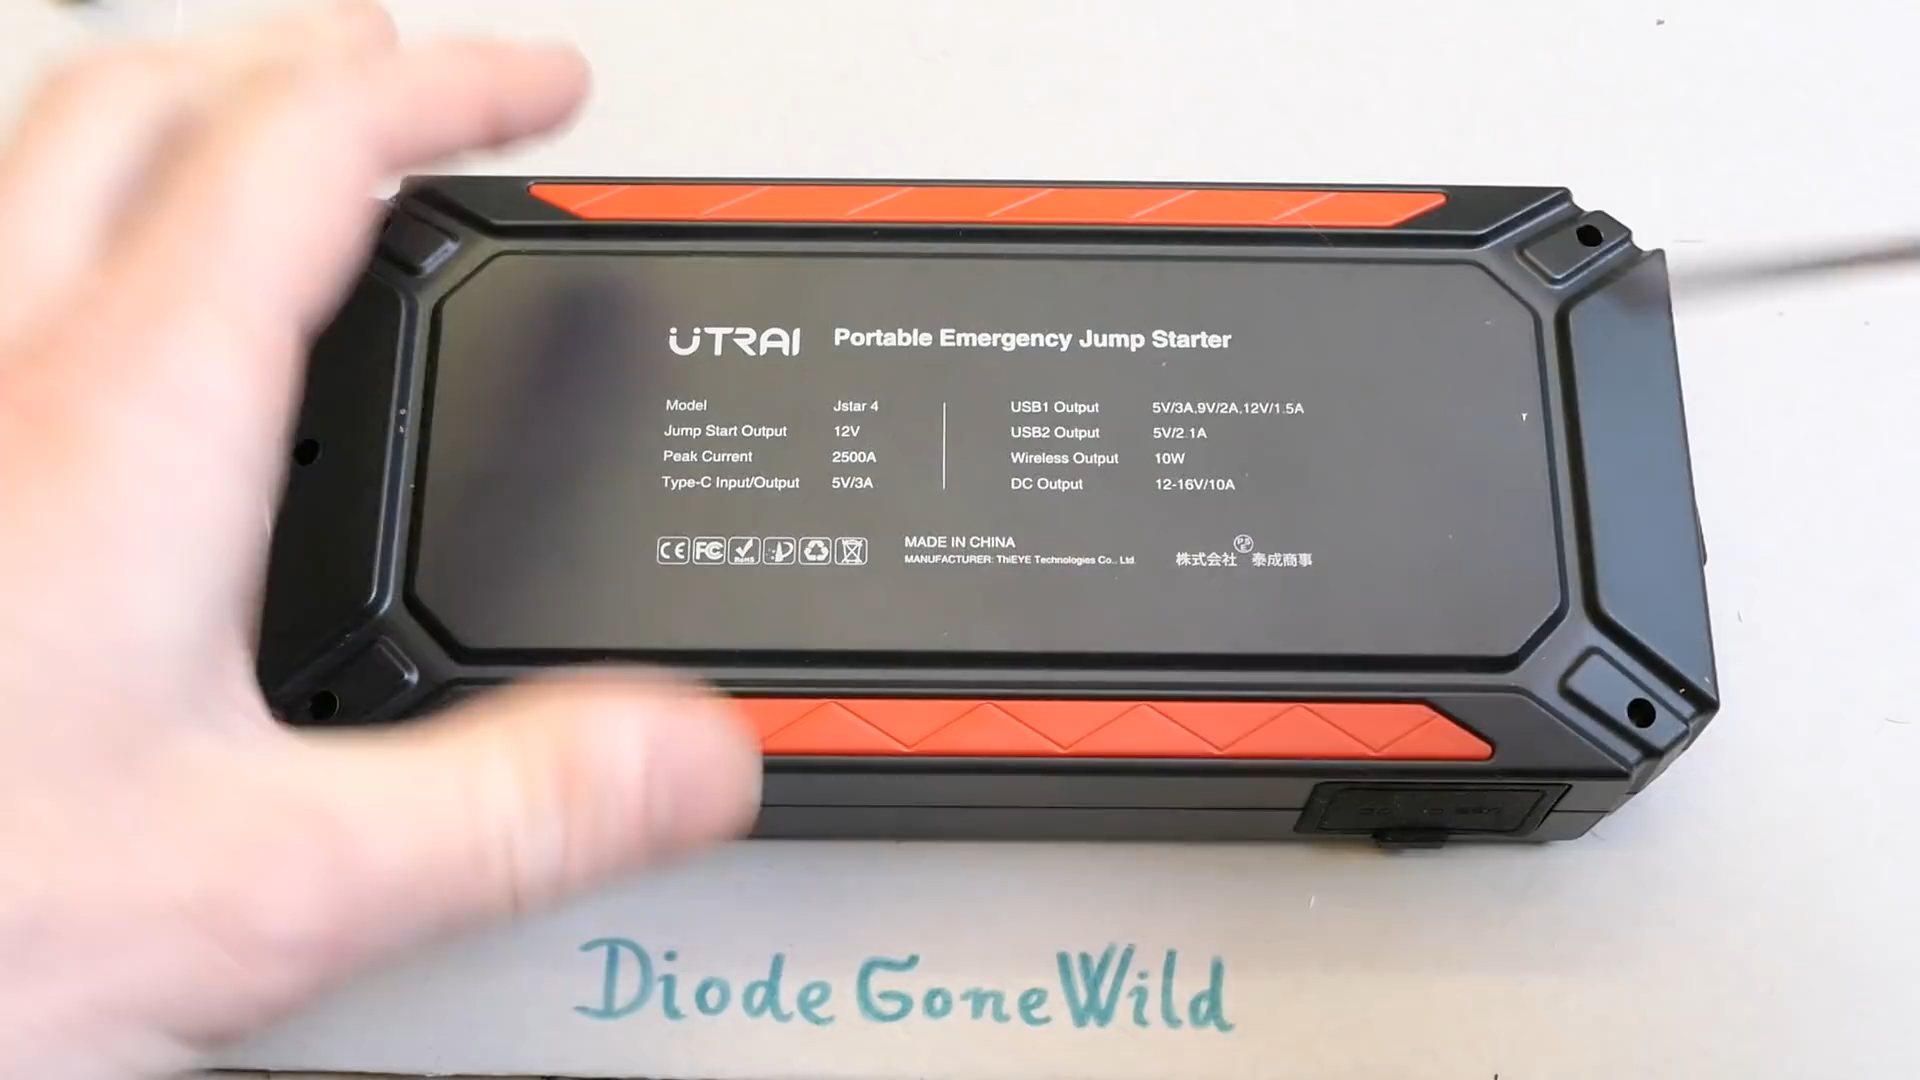 UTRAI Portable Emergency Jump Starter
Model Jstar 4
Jump Start Output 12V
Peak Current 2500A
Type-C Input/Output 5V/3A
USB1 Output 5V/3A,9V/2A,12V/1.5A
USB2 Output 5V/2.1A
Wireless Output 10W
DC Output 12-16V/10A
CE FC RoHS
MADE IN CHINA
MANUFACTURER: ThiEYE Technologies Co., Ltd.
PSE
株式会社 泰成商事
DiodeGoneWild